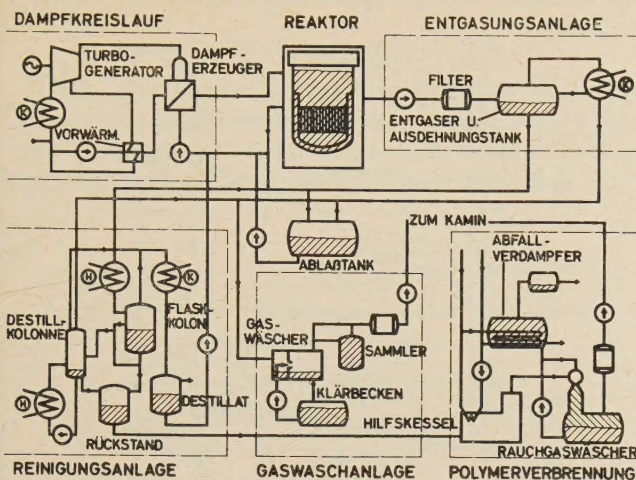 DAMPFKREISLAUF
REAKTOR
ENTGASUNGSANLAGE
TURBO-
GENERATOR
DAMPF-
ERZEUGER
FILTER
K
K
VORWÄRM.
ENTGASER U.
AUSDEHNUNGSTANK
ZUM KAMIN
ABLAßTANK
ABFALL-
VERDAMPFER
H
K
FLASK-
KOLON
DESTILL-
KOLONNE
GAS-
WÄSCHER
SAMMLER
H
DESTILLAT
KLÄRBECKEN
HILFSKESSEL
RÜCKSTAND
RAUCHGASWÄSCHER
REINIGUNGSANLAGE
GASWASCHANLAGE
POLYMERVERBRENNUNG